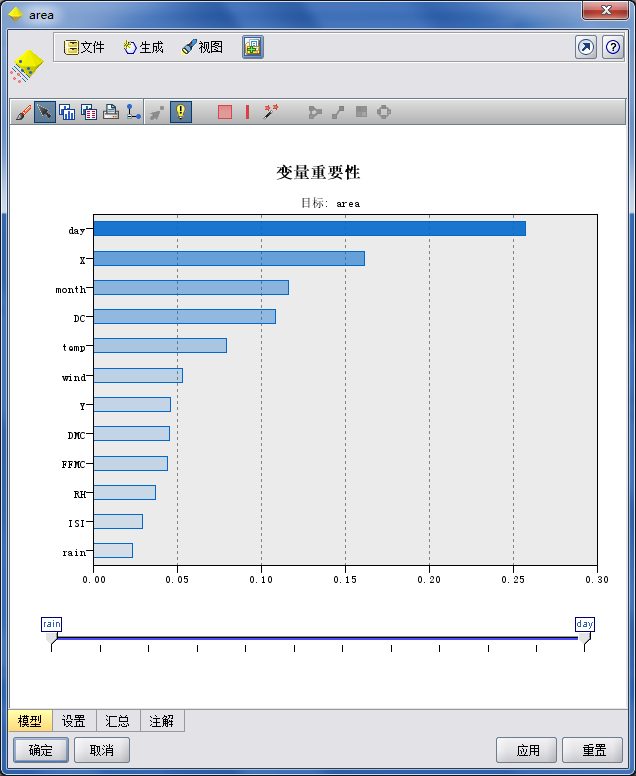 area
文件 生成 视图
变量重要性
目标: area
day
X
month
DC
temp
wind
Y
DMC
FFMC
RH
ISI
rain
0.00 0.05 0.10 0.15 0.20 0.25 0.30
rain day
模型 设置 汇总 注解
确定 取消 应用 重置